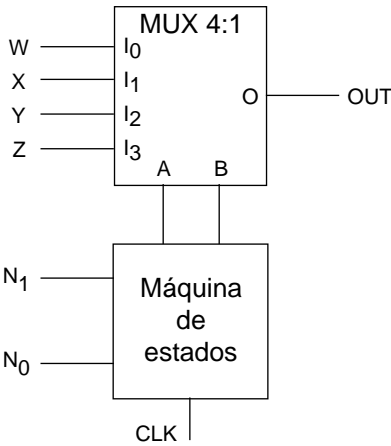 MUX 4:1
W I0
X I1
Y I2
Z I3
O OUT
A B
N1
Máquina
de
estados
N0
CLK